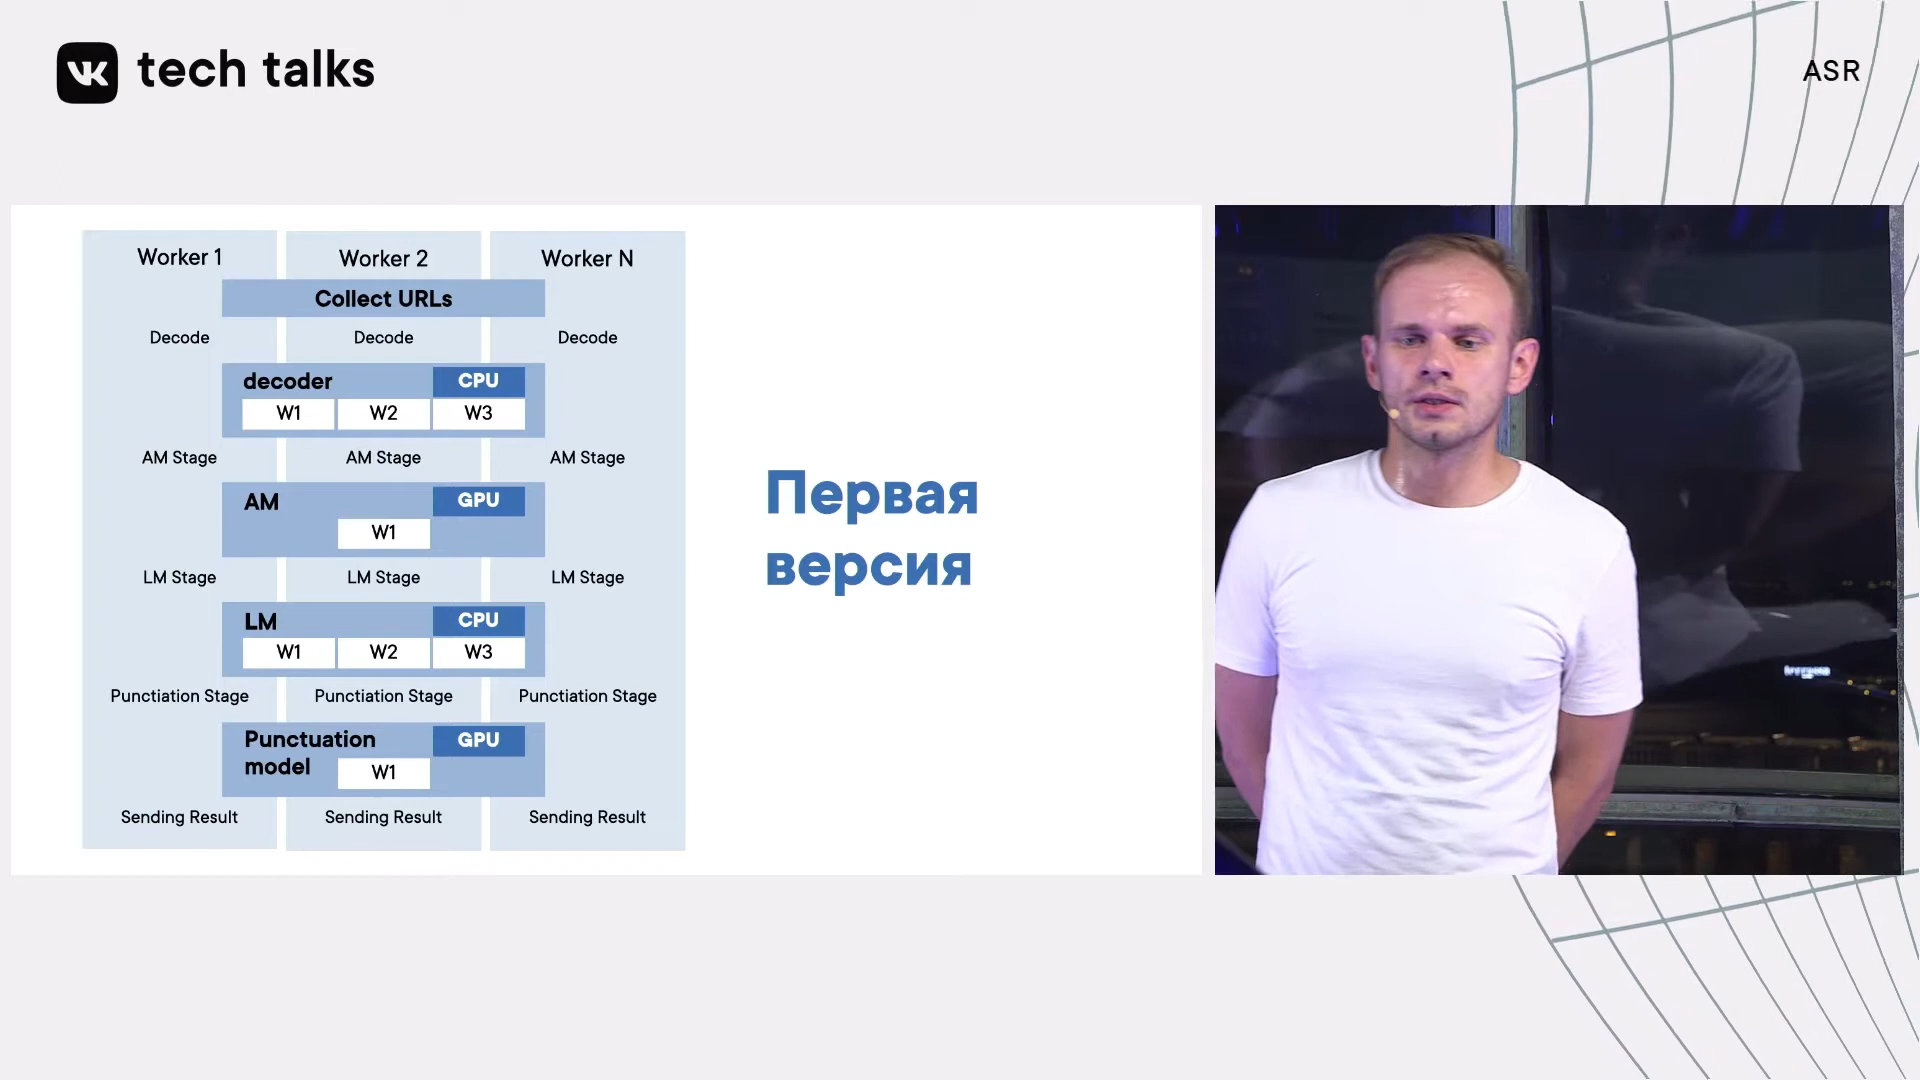 VK tech talks
ASR
Worker 1
Worker 2
Worker N
Collect URLs
Decode
Decode
Decode
decoder
CPU
W1
W2
W3
AM Stage
AM Stage
AM Stage
AM
GPU
W1
LM Stage
LM Stage
LM Stage
LM
CPU
W1
W2
W3
Punctiation Stage
Punctiation Stage
Punctiation Stage
Punctuation
model
GPU
W1
Sending Result
Sending Result
Sending Result
Первая
версия